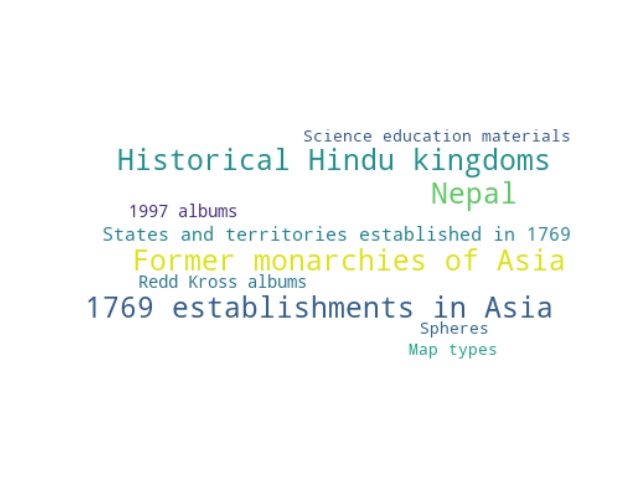 Science education materials
Historical Hindu kingdoms
Nepal
1997 albums
States and territories established in 1769
Former monarchies of Asia
Redd Kross albums
1769 establishments in Asia
Spheres
Map types